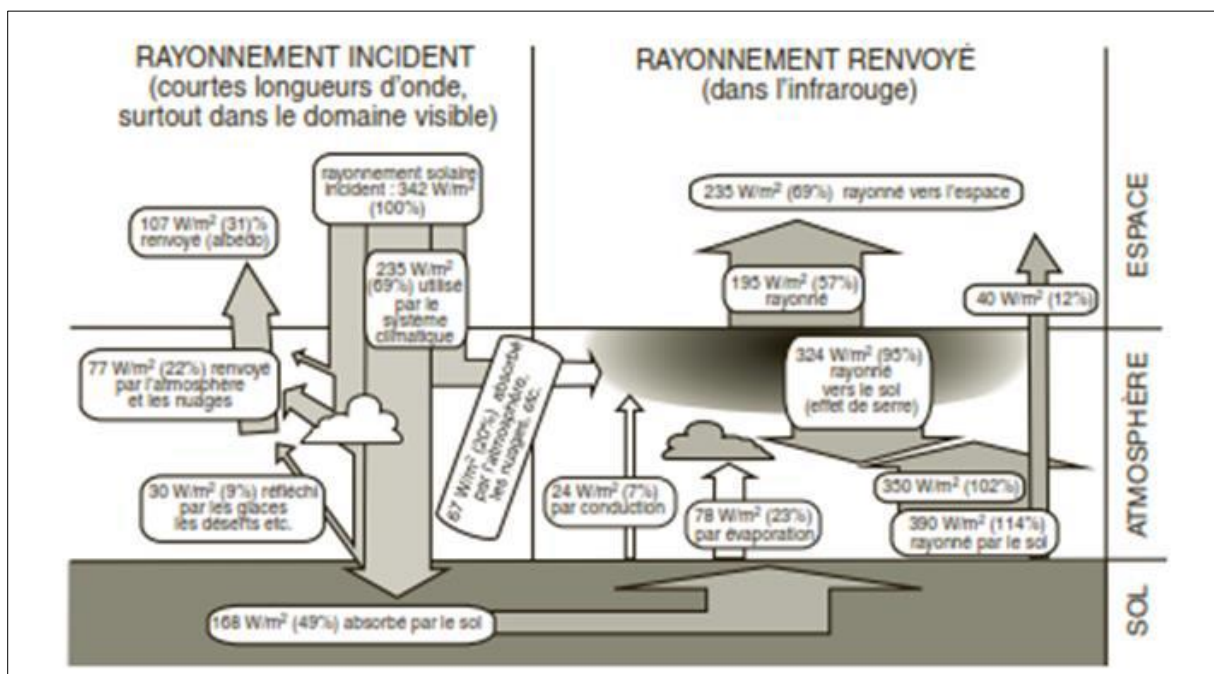 RAYONNEMENT INCIDENT
(courtes longueurs d'onde,
surtout dans le domaine visible)
RAYONNEMENT RENVOYÉ
(dans l'infrarouge)
rayonnement solaire
incident : 342 W/m²
(100%)
107 W/m² (31)%
renvoyé (albédo)
235 W/m²
(69%) utilisé
par le
système
climatique
77 W/m² (22%) renvoyé
par l'atmosphère
et les nuages
30 W/m² (9%) réfléchi
par les glaces
les déserts etc.
67 W/m² (20%) absorbé
par l'atmosphère,
les nuages, etc.
168 W/m² (49%) absorbé par le sol
235 W/m² (69%) rayonné vers l'espace
195 W/m² (57%)
rayonné
40 W/m² (12%)
324 W/m² (95%)
rayonné
vers le sol
(effet de serre)
24 W/m² (7%)
par conduction
78 W/m² (23%)
par évaporation
350 W/m² (102%)
390 W/m² (114%)
rayonné par le sol
ESPACE
ATMOSPHÈRE
SOL